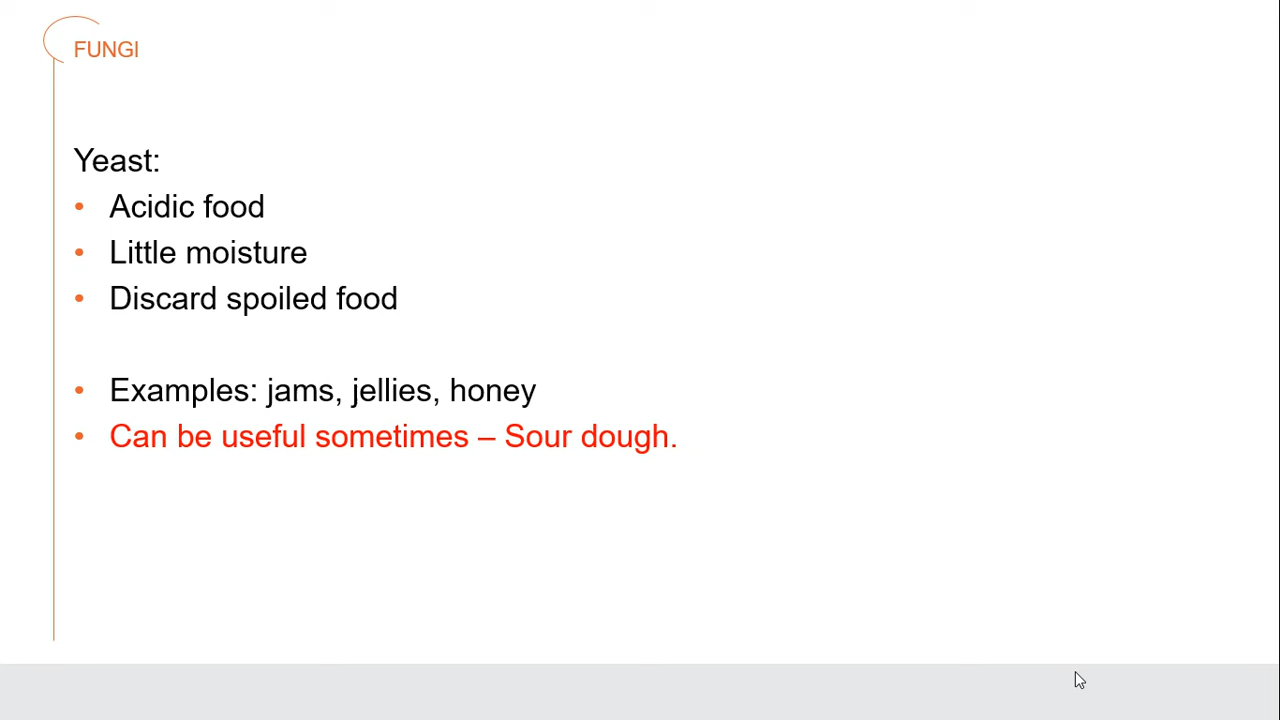 FUNGI
Yeast:
• Acidic food
• Little moisture
• Discard spoiled food
• Examples: jams, jellies, honey
• Can be useful sometimes – Sour dough.